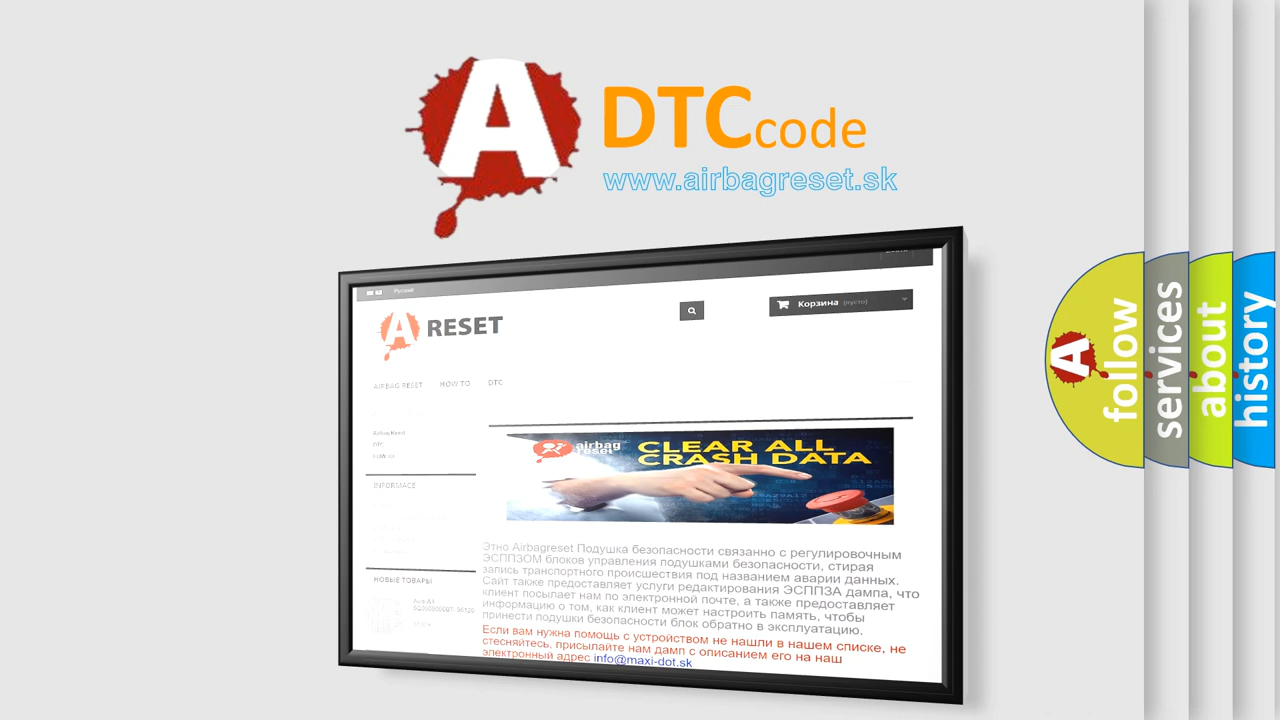 A DTCcode
www.airbagreset.sk
Русский
A RESET
Корзина (пусто)
AIRBAG RESET HOW TO DTC
Airbag Reset
DTC
INFORMACE
НОВЫЕ ТОВАРЫ
airbag
reset
CLEAR ALL
CRASH DATA
Этно Airbagreset Подушка безопасности связанно с регулировочным
ЭСППЗОМ блоков управления подушками безопасности, стирая
запись транспортного происшествия под названием аварии данных.
Сайт также предоставляет услуги редактирования ЭСППЗА дампа, что
клиент посылает нам по электронной почте, а также предоставляет
информацию о том, как клиент может настроить память, чтобы
принести подушки безопасности блок обратно в эксплуатацию.
Если вам нужна помощь с устройством не нашли в нашем списке, не
стесняйтесь, присылайте нам дамп с описанием его на наш
электронный адрес info@maxi-dot.sk
A follow
services
about
history